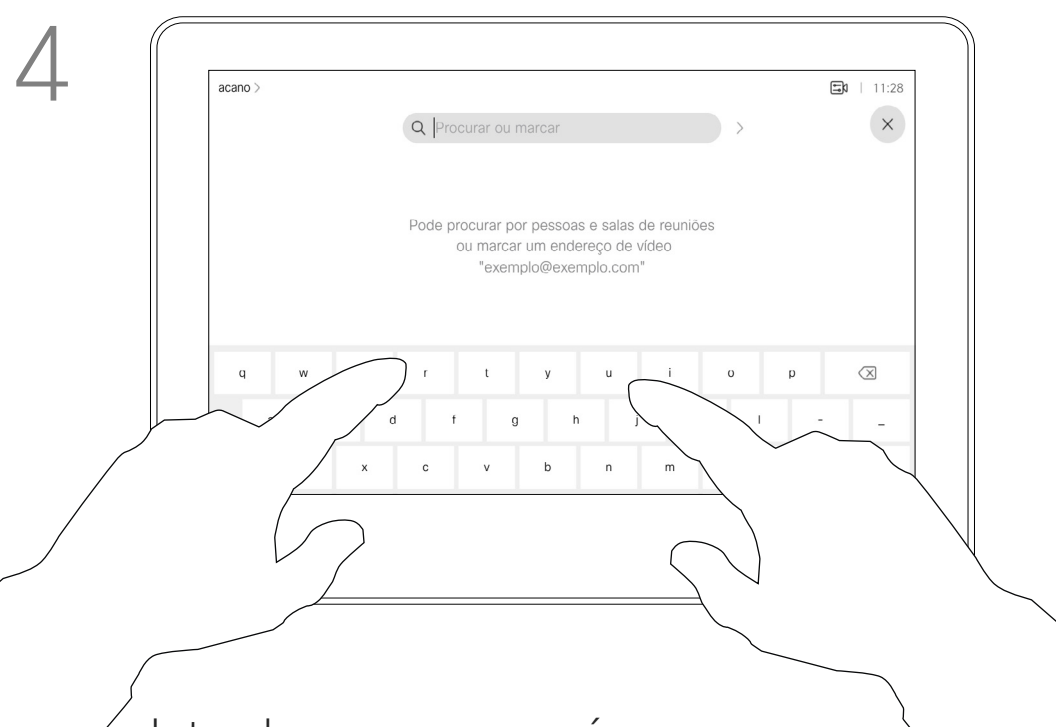 4
acano >
11:28
Procurar ou marcar >
Pode procurar por pessoas e salas de reuniões
ou marcar um endereço de vídeo
"exemplo@exemplo.com"
q w r t y u i o p
d f g h j l - _
x c v b n m